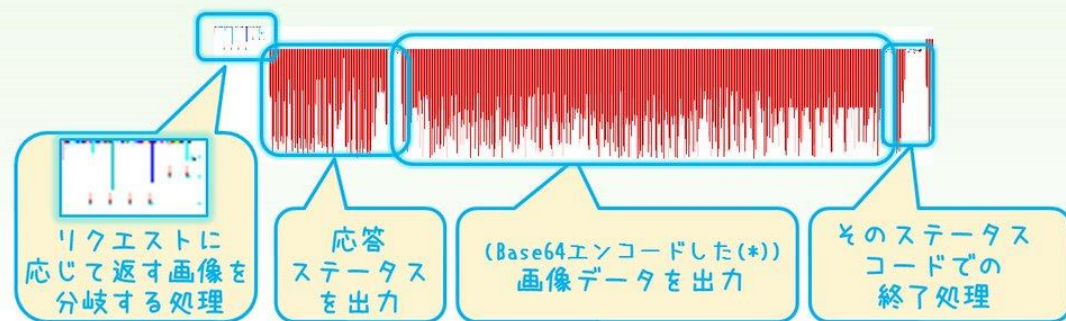 リクエストに
応じて返す画像を
分岐する処理
応答
ステータス
を出力
(Base64エンコードした(*))
画像データを出力
そのステータス
コードでの
終了処理